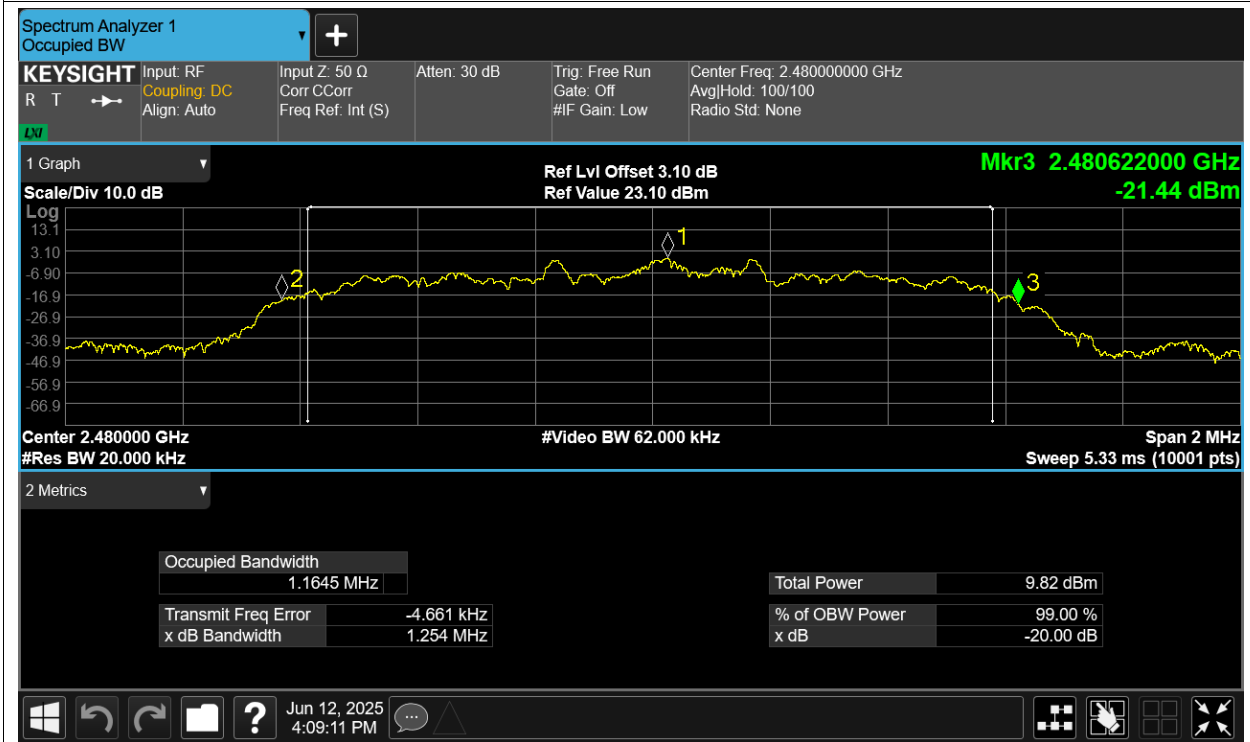 Spectrum Analyzer 1
Occupied BW
KEYSIGHT
R T
LXI
Input: RF
Coupling: DC
Align: Auto
Input Z: 50 Ω
Corr CCorr
Freq Ref: Int (S)
Atten: 30 dB
Trig: Free Run
Gate: Off
#IF Gain: Low
Center Freq: 2.480000000 GHz
Avg|Hold: 100/100
Radio Std: None
1 Graph
Scale/Div 10.0 dB
Ref Lvl Offset 3.10 dB
Ref Value 23.10 dBm
Mkr3 2.480622000 GHz
-21.44 dBm
Log
13.1
3.10
-6.90
-16.9
-26.9
-36.9
-46.9
-56.9
-66.9
1
2
3
Center 2.480000 GHz
#Res BW 20.000 kHz
#Video BW 62.000 kHz
Span 2 MHz
Sweep 5.33 ms (10001 pts)
2 Metrics
Occupied Bandwidth
1.1645 MHz
Transmit Freq Error -4.661 kHz
x dB Bandwidth 1.254 MHz
Total Power 9.82 dBm
% of OBW Power 99.00 %
x dB -20.00 dB
?
Jun 12, 2025
4:09:11 PM